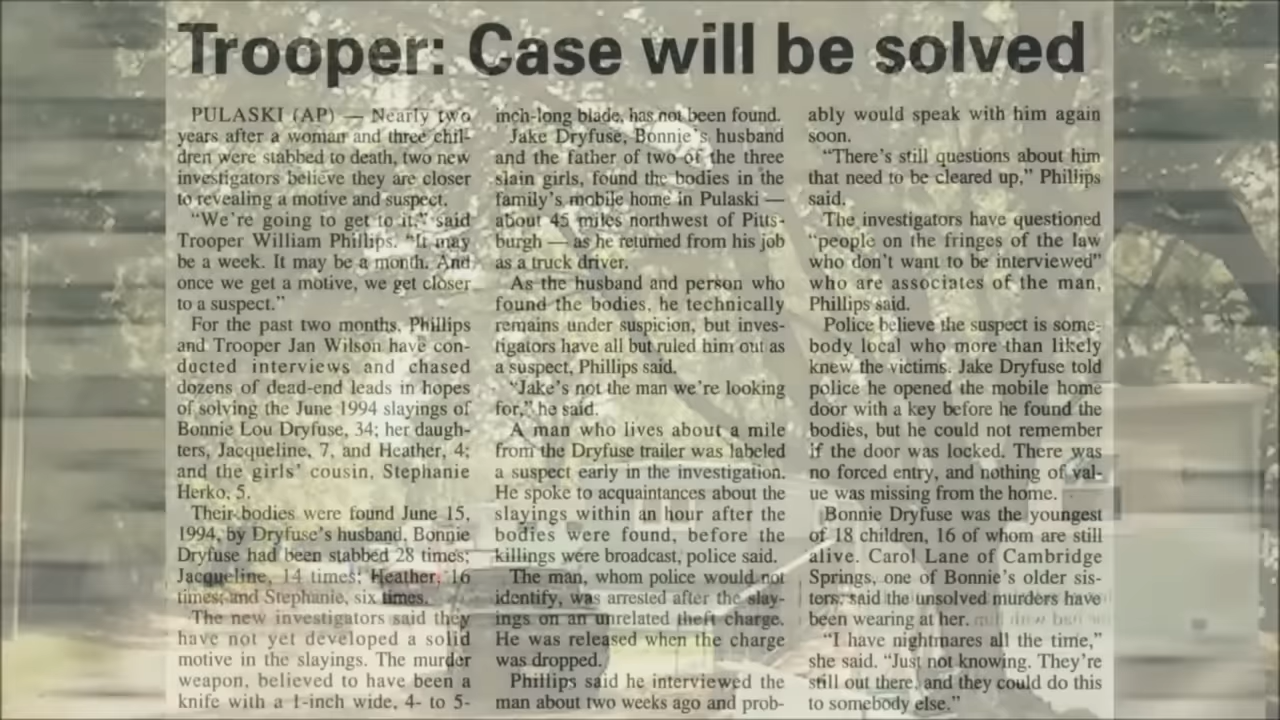 Trooper: Case will be solved
PULASKI (AP) — Nearly two
years after a woman and three chil-
dren were stabbed to death, two new
investigators believe they are closer
to revealing a motive and suspect.
“We’re going to get to it,” said
Trooper William Phillips. “It may
be a week. It may be a month. And
once we get a motive, we get closer
to a suspect.”
For the past two months, Phillips
and Trooper Jan Wilson have con-
ducted interviews and chased
dozens of dead-end leads in hopes
of solving the June 1994 slayings of
Bonnie Lou Dryfuse, 34; her daugh-
ters, Jacqueline, 7, and Heather, 4;
and the girls’ cousin, Stephanie
Herko, 5.
Their bodies were found June 15,
1994, by Dryfuse’s husband, Bonnie
Dryfuse had been stabbed 28 times;
Jacqueline, 14 times; Heather, 16
times; and Stephanie, six times.
The new investigators said they
have not yet developed a solid
motive in the slayings. The murder
weapon, believed to have been a
knife with a 1-inch wide, 4- to 5-
inch-long blade, has not been found.
Jake Dryfuse, Bonnie’s husband
and the father of two of the three
slain girls, found the bodies in the
family’s mobile home in Pulaski —
about 45 miles northwest of Pitts-
burgh — as he returned from his job
as a truck driver.
As the husband and person who
found the bodies, he technically
remains under suspicion, but inves-
tigators have all but ruled him out as
a suspect, Phillips said.
“Jake’s not the man we’re looking
for,” he said.
A man who lives about a mile
from the Dryfuse trailer was labeled
a suspect early in the investigation.
He spoke to acquaintances about the
slayings within an hour after the
bodies were found, before the
killings were broadcast, police said.
The man, whom police would not
identify, was arrested after the slay-
ings on an unrelated theft charge.
He was released when the charge
was dropped.
Phillips said he interviewed the
man about two weeks ago and prob-
ably would speak with him again
soon.
“There’s still questions about him
that need to be cleared up,” Phillips
said.
The investigators have questioned
“people on the fringes of the law
who don’t want to be interviewed”
who are associates of the man,
Phillips said.
Police believe the suspect is some-
body local who more than likely
knew the victims. Jake Dryfuse told
police he opened the mobile home
door with a key before he found the
bodies, but he could not remember
if the door was locked. There was
no forced entry, and nothing of val-
ue was missing from the home.
Bonnie Dryfuse was the youngest
of 18 children, 16 of whom are still
alive. Carol Lane of Cambridge
Springs, one of Bonnie’s older sis-
ters, said the unsolved murders have
been wearing at her.
“I have nightmares all the time,”
she said. “Just not knowing. They’re
still out there, and they could do this
to somebody else.”